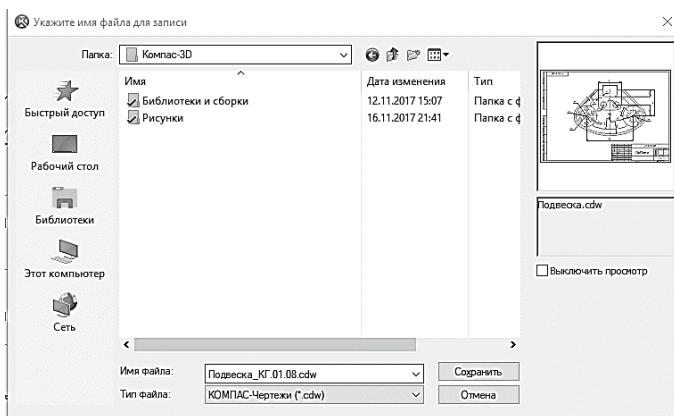 Укажите имя файла для записи
Папка: Компас-3D
Имя Дата изменения Тип
Библиотеки и сборки 12.11.2017 15:07 Папка с ф
Рисунки 16.11.2017 21:41 Папка с ф
Быстрый доступ
Рабочий стол
Библиотеки
Этот компьютер
Сеть
Подвеска.cdw
Выключить просмотр
Имя файла: Подвеска_КГ.01.08.cdw Сохранить
Тип файла: КОМПАС-Чертежи (*.cdw) Отмена